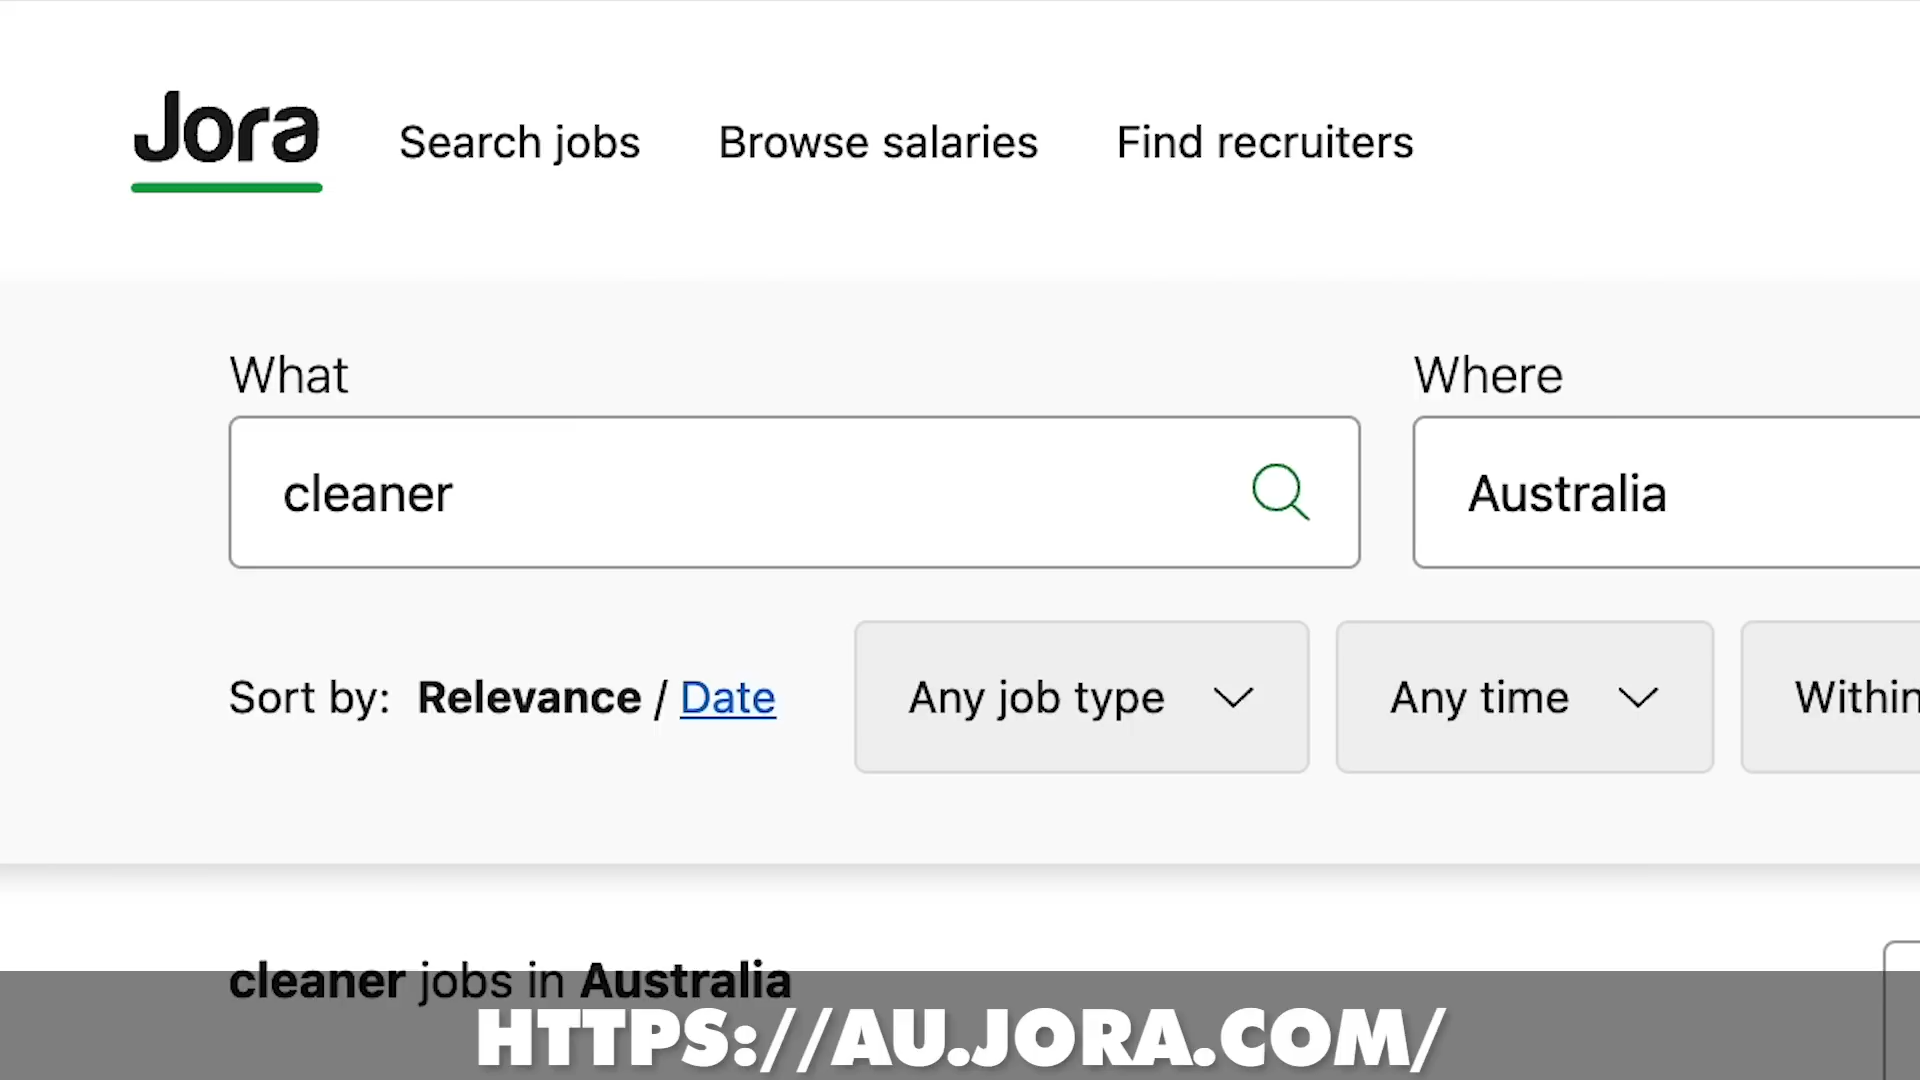 Jora
Search jobs
Browse salaries
Find recruiters
What
Where
cleaner
Australia
Sort by: Relevance / Date
Any job type
Any time
Within
cleaner jobs in Australia
HTTPS://AU.JORA.COM/